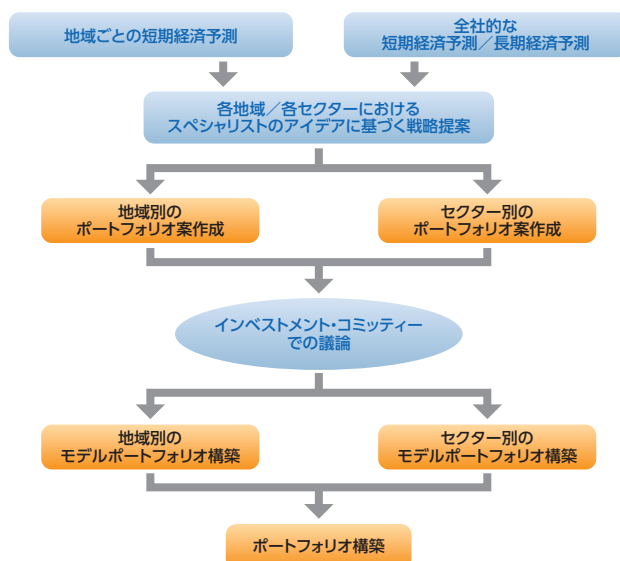 地域ごとの短期経済予測
全社的な
短期経済予測／長期経済予測
各地域／各セクターにおける
スペシャリストのアイデアに基づく戦略提案
地域別の
ポートフォリオ案作成
セクター別の
ポートフォリオ案作成
インベストメント・コミッティー
での議論
地域別の
モデルポートフォリオ構築
セクター別の
モデルポートフォリオ構築
ポートフォリオ構築